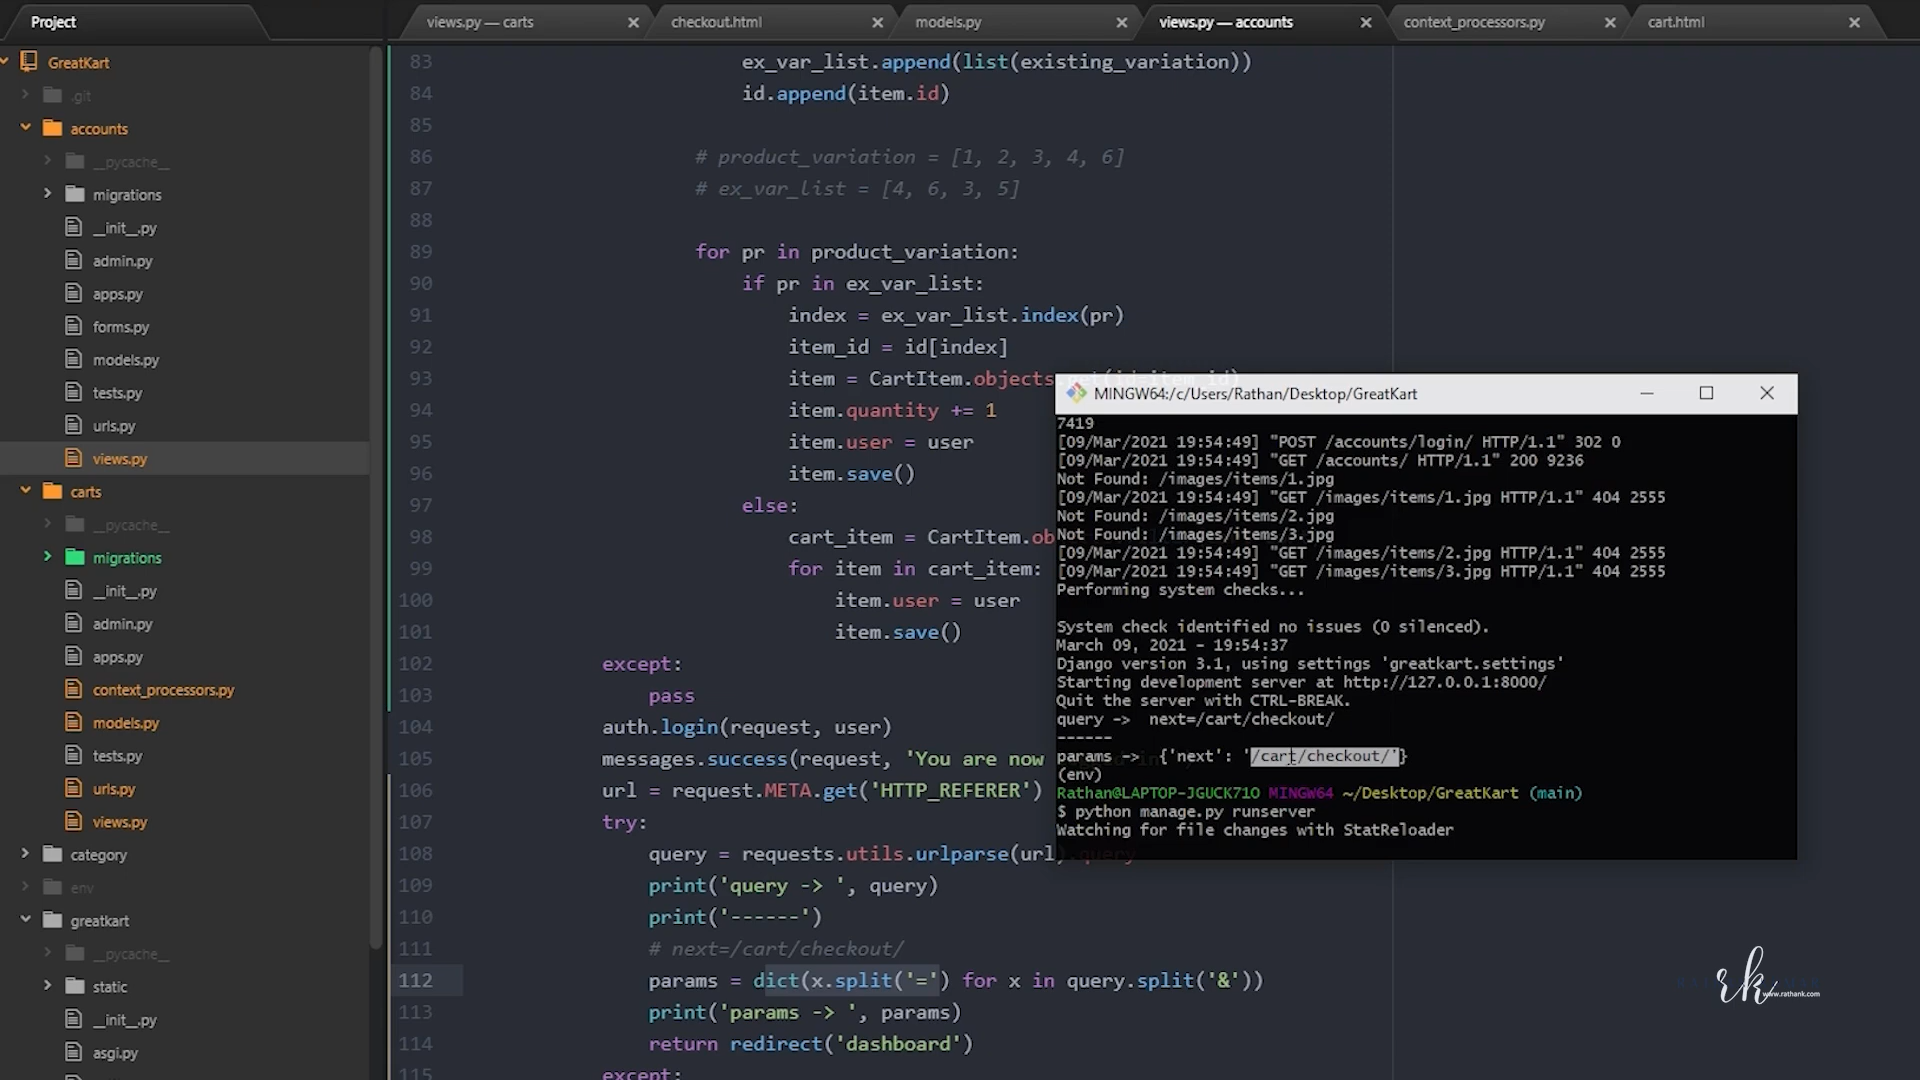 Project
views.py — carts
checkout.html
models.py
views.py — accounts
context_processors.py
cart.html
GreatKart
.git
accounts
__pycache__
migrations
__init__.py
admin.py
apps.py
forms.py
models.py
tests.py
urls.py
views.py
carts
__pycache__
migrations
__init__.py
admin.py
apps.py
context_processors.py
models.py
tests.py
urls.py
views.py
category
env
greatkart
__pycache__
static
__init__.py
asgi.py
83 ex_var_list.append(list(existing_variation))
84 id.append(item.id)
85
86 # product_variation = [1, 2, 3, 4, 6]
87 # ex_var_list = [4, 6, 3, 5]
88
89 for pr in product_variation:
90 if pr in ex_var_list:
91 index = ex_var_list.index(pr)
92 item_id = id[index]
93 item = CartItem.objects.get(id=item_id)
94 item.quantity += 1
95 item.user = user
96 item.save()
97 else:
98 cart_item = CartItem.ob
99 for item in cart_item:
100 item.user = user
101 item.save()
102 except:
103 pass
104 auth.login(request, user)
105 messages.success(request, 'You are now
106 url = request.META.get('HTTP_REFERER')
107 try:
108 query = requests.utils.urlparse(url).query
109 print('query -> ', query)
110 print('------')
111 # next=/cart/checkout/
112 params = dict(x.split('=') for x in query.split('&'))
113 print('params -> ', params)
114 return redirect('dashboard')
115 except:
MINGW64:/c/Users/Rathan/Desktop/GreatKart
7419
[09/Mar/2021 19:54:49] "POST /accounts/login/ HTTP/1.1" 302 0
[09/Mar/2021 19:54:49] "GET /accounts/ HTTP/1.1" 200 9236
Not Found: /images/items/1.jpg
[09/Mar/2021 19:54:49] "GET /images/items/1.jpg HTTP/1.1" 404 2555
Not Found: /images/items/2.jpg
Not Found: /images/items/3.jpg
[09/Mar/2021 19:54:49] "GET /images/items/2.jpg HTTP/1.1" 404 2555
[09/Mar/2021 19:54:49] "GET /images/items/3.jpg HTTP/1.1" 404 2555
Performing system checks...
System check identified no issues (0 silenced).
March 09, 2021 - 19:54:37
Django version 3.1, using settings 'greatkart.settings'
Starting development server at http://127.0.0.1:8000/
Quit the server with CTRL-BREAK.
query ->  next=/cart/checkout/
------
params ->  {'next': '/cart/checkout/'}
(env)
Rathan@LAPTOP-JGUCK71O MINGW64 ~/Desktop/GreatKart (main)
$ python manage.py runserver
Watching for file changes with StatReloader
rk
www.rathank.com